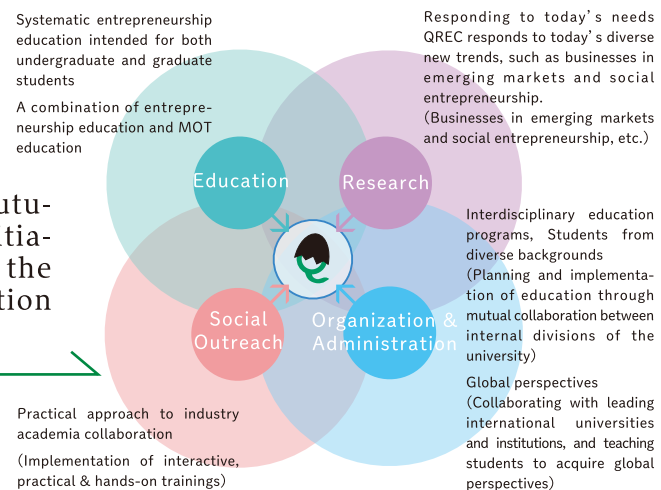 Systematic entrepreneurship
education intended for both
undergraduate and graduate
students
A combination of entrepre-
neurship education and MOT
education
Responding to today's needs
QREC responds to today's diverse
new trends, such as businesses in
emerging markets and social
entrepreneurship.
(Businesses in emerging markets
and social entrepreneurship, etc.)
Education
Research
utu-
itia-
the
tion
Interdisciplinary education
programs, Students from
diverse backgrounds
(Planning and implementa-
tion of education through
mutual collaboration between
internal divisions of the
university)
Social
Outreach
Organization &
Administration
Global perspectives
(Collaborating with leading
international universities
and institutions, and teaching
students to acquire global
perspectives)
Practical approach to industry
academia collaboration
(Implementation of interactive,
practical & hands-on trainings)